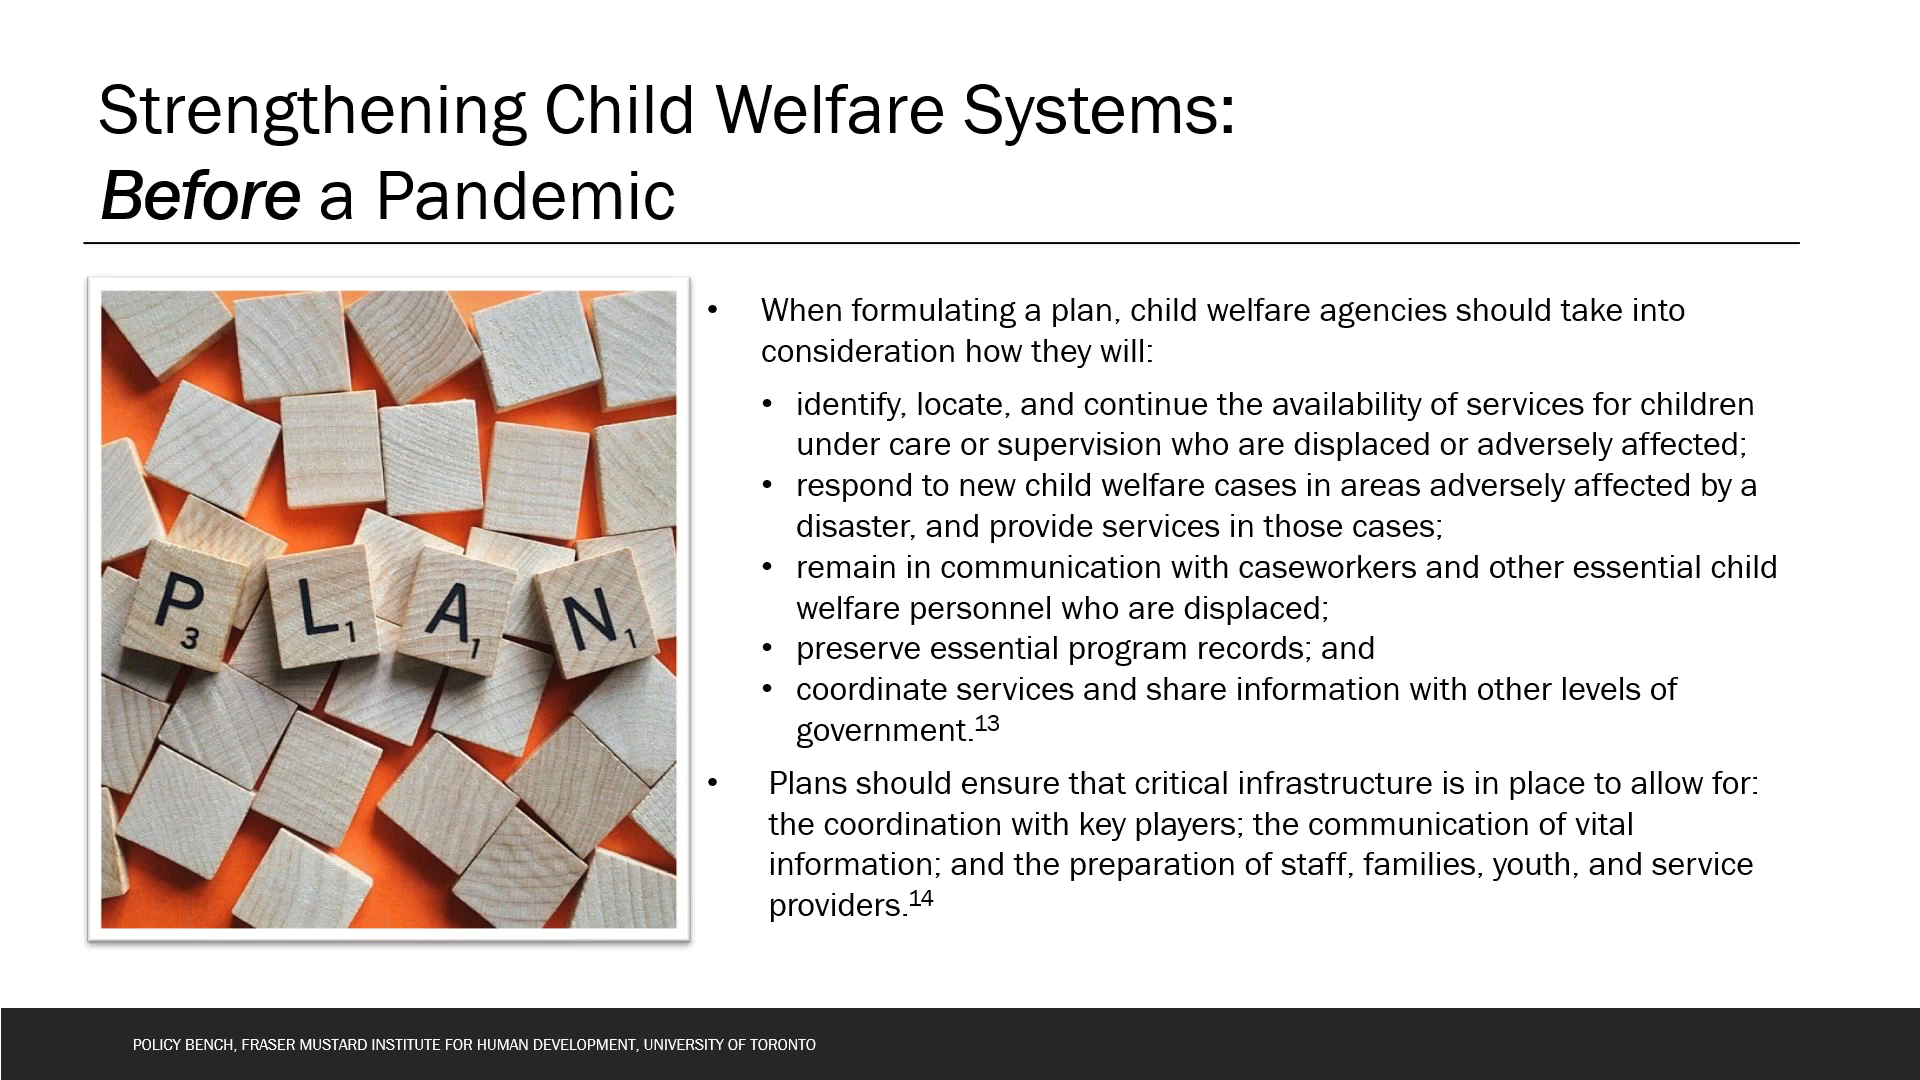 Strengthening Child Welfare Systems:
Before a Pandemic
P3 L1 A1 N1
• When formulating a plan, child welfare agencies should take into
consideration how they will:
• identify, locate, and continue the availability of services for children
under care or supervision who are displaced or adversely affected;
• respond to new child welfare cases in areas adversely affected by a
disaster, and provide services in those cases;
• remain in communication with caseworkers and other essential child
welfare personnel who are displaced;
• preserve essential program records; and
• coordinate services and share information with other levels of
government.13
• Plans should ensure that critical infrastructure is in place to allow for:
the coordination with key players; the communication of vital
information; and the preparation of staff, families, youth, and service
providers.14
POLICY BENCH, FRASER MUSTARD INSTITUTE FOR HUMAN DEVELOPMENT, UNIVERSITY OF TORONTO